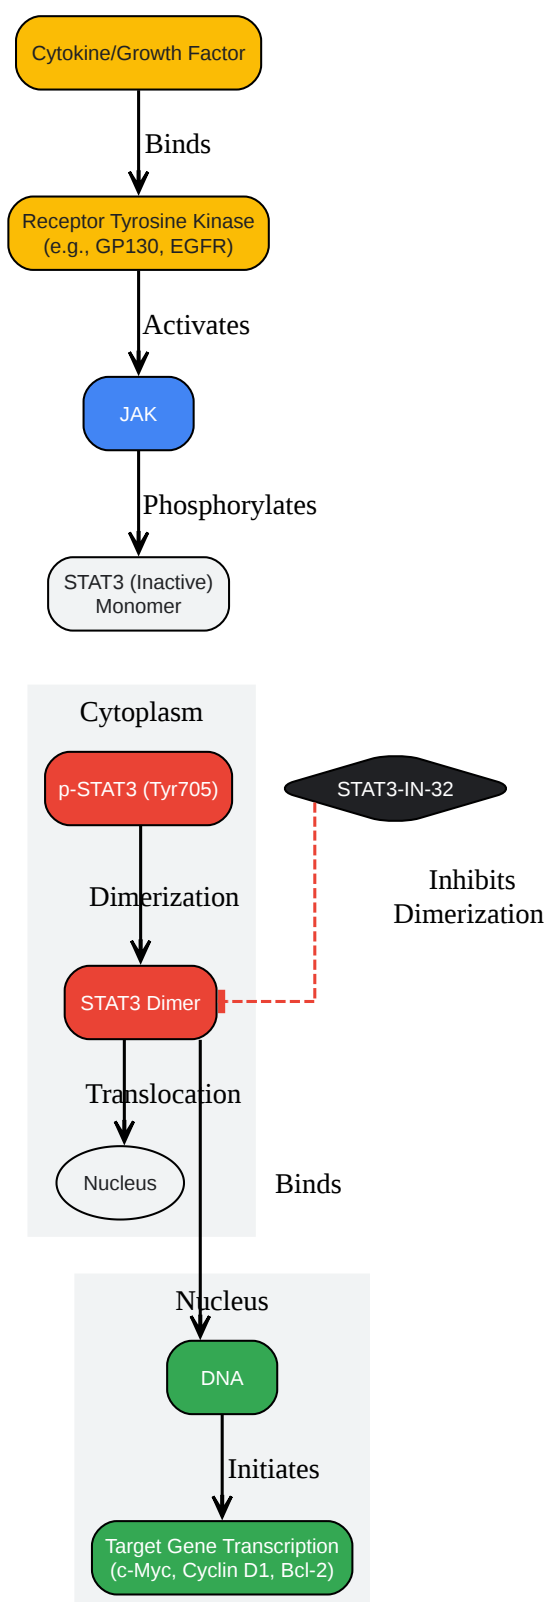 Cytokine/Growth Factor
Binds
Receptor Tyrosine Kinase
(e.g., GP130, EGFR)
Activates
JAK
Phosphorylates
STAT3 (Inactive)
Monomer
Cytoplasm
p-STAT3 (Tyr705)
STAT3-IN-32
Inhibits
Dimerization
Dimerization
STAT3 Dimer
Translocation
Nucleus
Binds
Nucleus
DNA
Initiates
Target Gene Transcription
(c-Myc, Cyclin D1, Bcl-2)